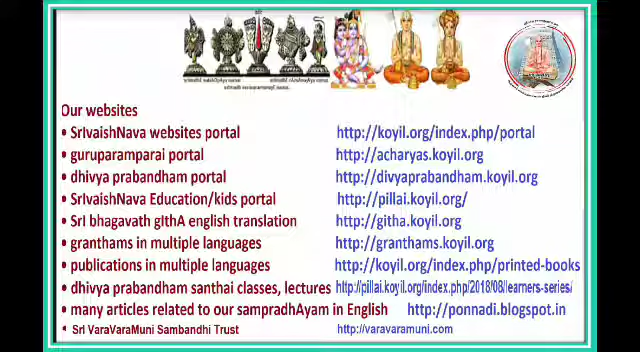 Our websites
• SrIvaishNava websites portal http://koyil.org/index.php/portal
• guruparamparai portal http://acharyas.koyil.org
• dhivya prabandham portal http://divyaprabandham.koyil.org
• SrIvaishNava Education/kids portal http://pillai.koyil.org/
• SrI bhagavath gIthA english translation http://githa.koyil.org
• granthams in multiple languages http://granthams.koyil.org
• publications in multiple languages http://koyil.org/index.php/printed-books
• dhivya prabandham santhai classes, lectures http://pillai.koyil.org/index.php/2018/08/learners-series/
• many articles related to our sampradhAyam in English http://ponnadi.blogspot.in
• Srl VaraVaraMuni Sambandhi Trust http://varavaramuni.com